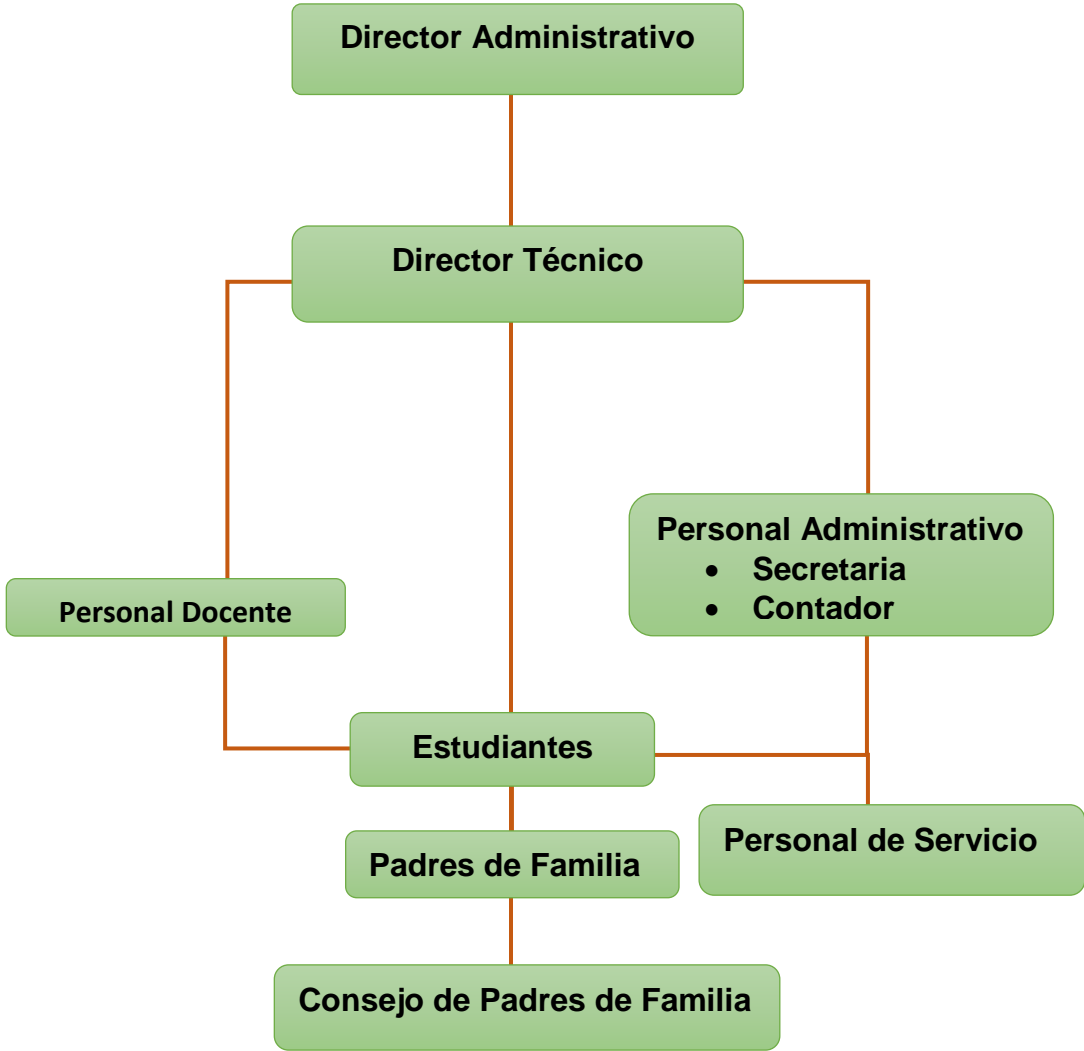 Director Administrativo
Director Técnico
Personal Administrativo
• Secretaria
• Contador
Personal Docente
Estudiantes
Personal de Servicio
Padres de Familia
Consejo de Padres de Familia